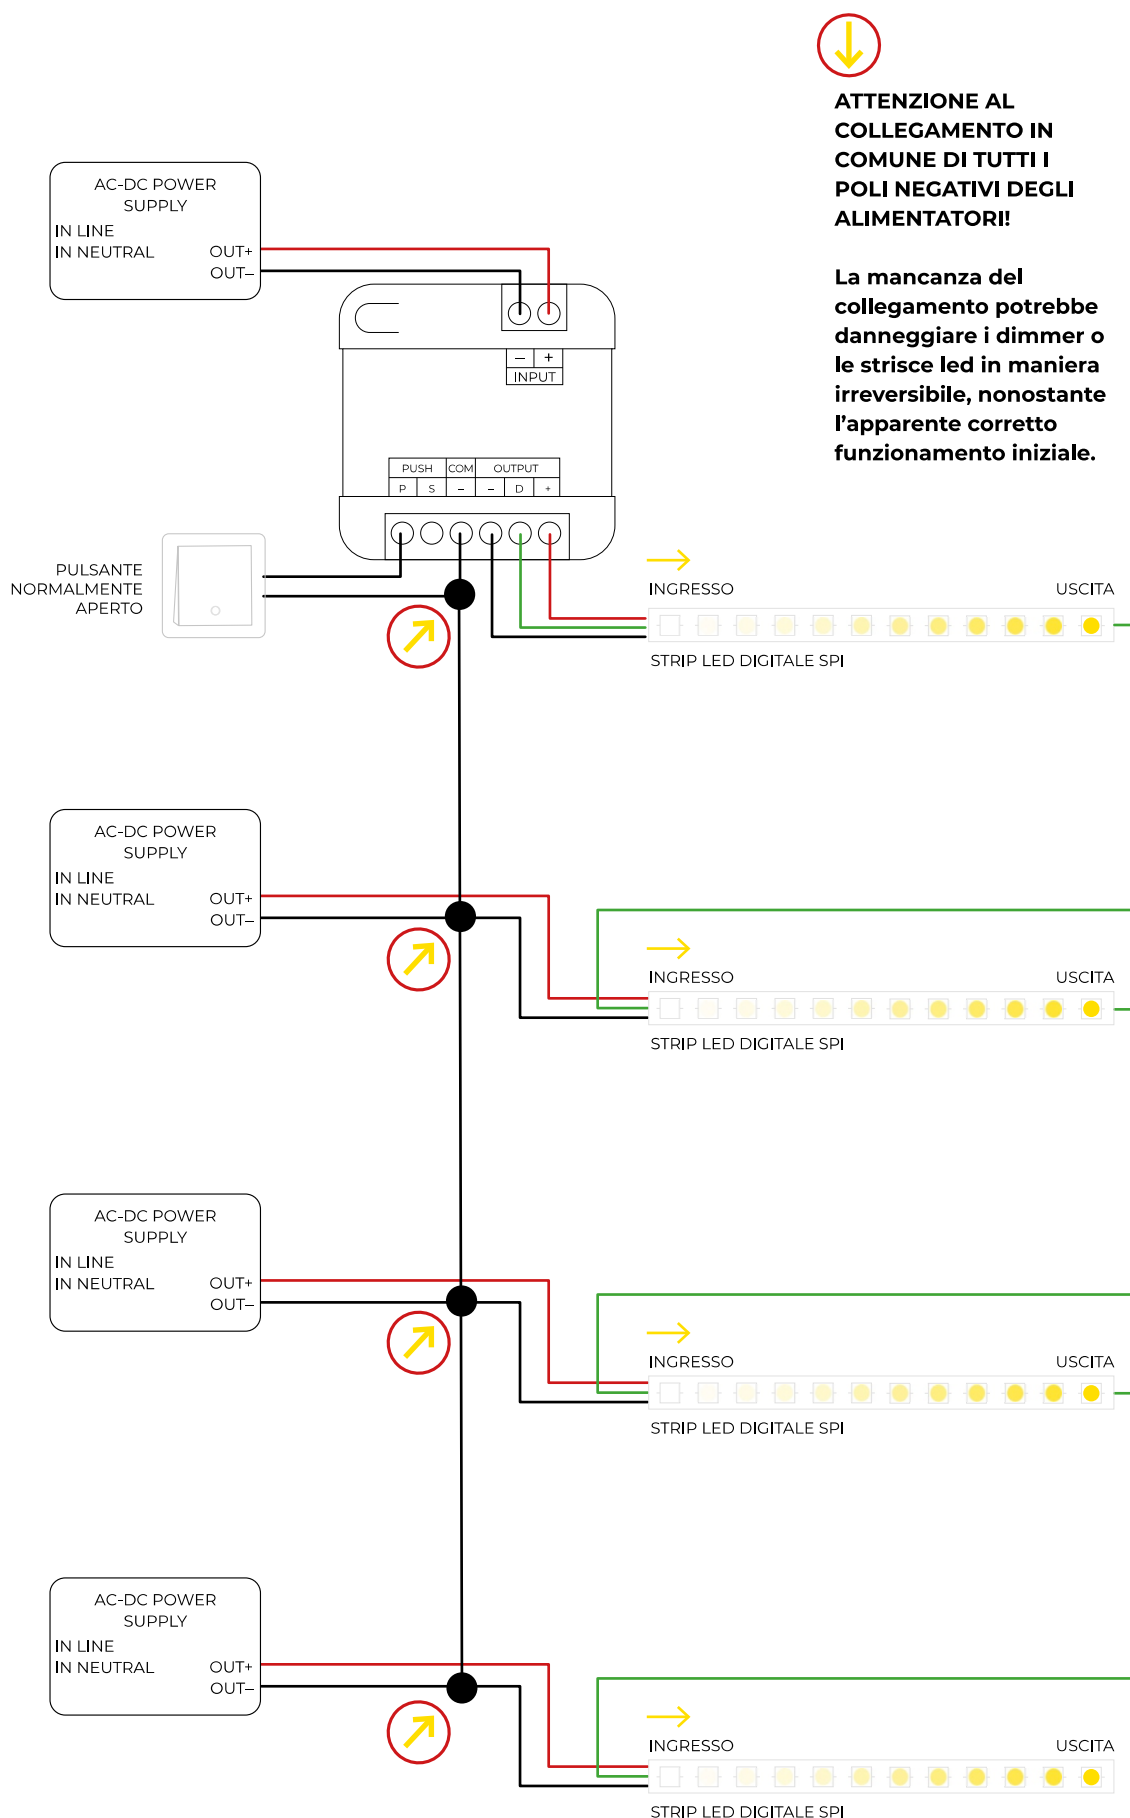 ATTENZIONE AL
COLLEGAMENTO IN
COMUNE DI TUTTI I
POLI NEGATIVI DEGLI
ALIMENTATORI!
La mancanza del
collegamento potrebbe
danneggiare i dimmer o
le strisce led in maniera
irreversibile, nonostante
l'apparente corretto
funzionamento iniziale.
AC-DC POWER
SUPPLY
IN LINE
IN NEUTRAL OUT+
OUT–
– +
INPUT
PUSH COM OUTPUT
P S – – D +
PULSANTE
NORMALMENTE
APERTO
INGRESSO USCITA
STRIP LED DIGITALE SPI
AC-DC POWER
SUPPLY
IN LINE
IN NEUTRAL OUT+
OUT–
INGRESSO USCITA
STRIP LED DIGITALE SPI
AC-DC POWER
SUPPLY
IN LINE
IN NEUTRAL OUT+
OUT–
INGRESSO USCITA
STRIP LED DIGITALE SPI
AC-DC POWER
SUPPLY
IN LINE
IN NEUTRAL OUT+
OUT–
INGRESSO USCITA
STRIP LED DIGITALE SPI